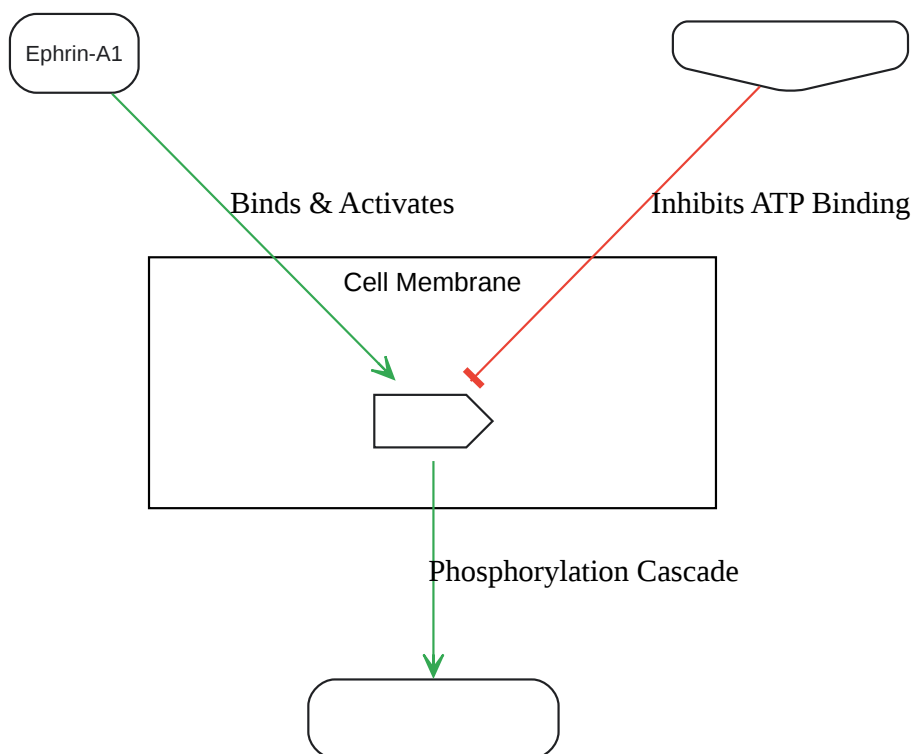 Ephrin-A1
Binds & Activates
Inhibits ATP Binding
Cell Membrane
Phosphorylation Cascade